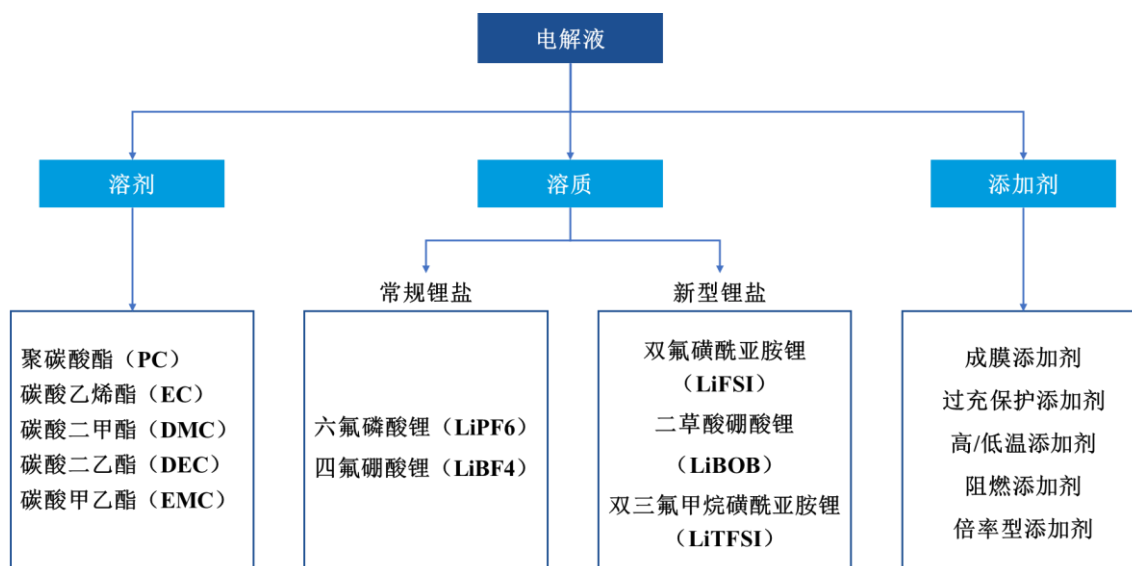 电解液
溶剂
溶质
添加剂
常规锂盐
新型锂盐
聚碳酸酯（PC）
碳酸乙烯酯（EC）
碳酸二甲酯（DMC）
碳酸二乙酯（DEC）
碳酸甲乙酯（EMC）
六氟磷酸锂（LiPF6）
四氟硼酸锂（LiBF4）
双氟磺酰亚胺锂
（LiFSI）
二草酸硼酸锂
（LiBOB）
双三氟甲烷磺酰亚胺锂
（LiTFSI）
成膜添加剂
过充保护添加剂
高/低温添加剂
阻燃添加剂
倍率型添加剂